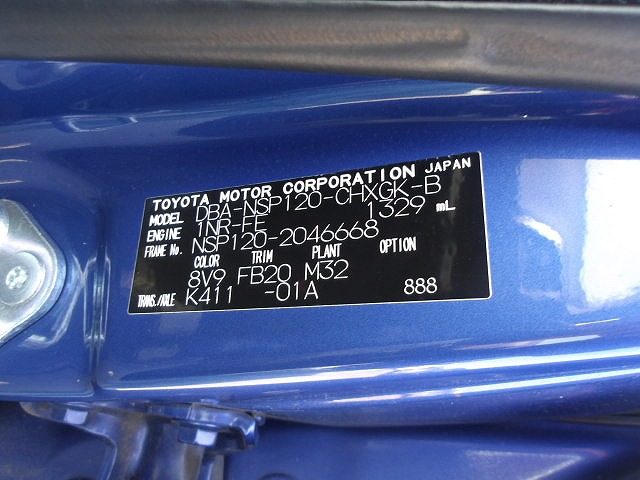 TOYOTA MOTOR CORPORATION JAPAN
MODEL DBA-NSP120-CHXGK-B
ENGINE 1NR-FE 1329 mL
FRAME No. NSP120-2046668
COLOR TRIM PLANT OPTION
8V9 FB20 M32
TRANS./AXLE K411 -01A 888